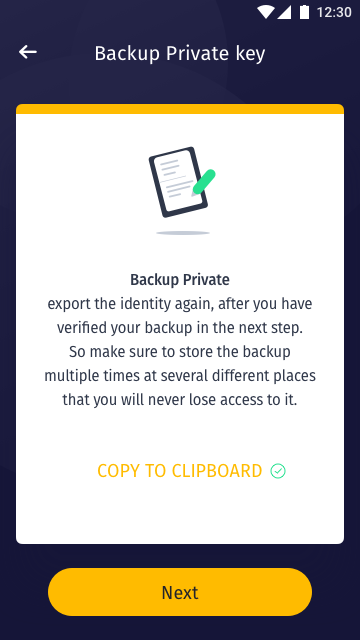 12:30
Backup Private key
Backup Private
export the identity again, after you have
verified your backup in the next step.
So make sure to store the backup
multiple times at several different places
that you will never lose access to it.
COPY TO CLIPBOARD
Next